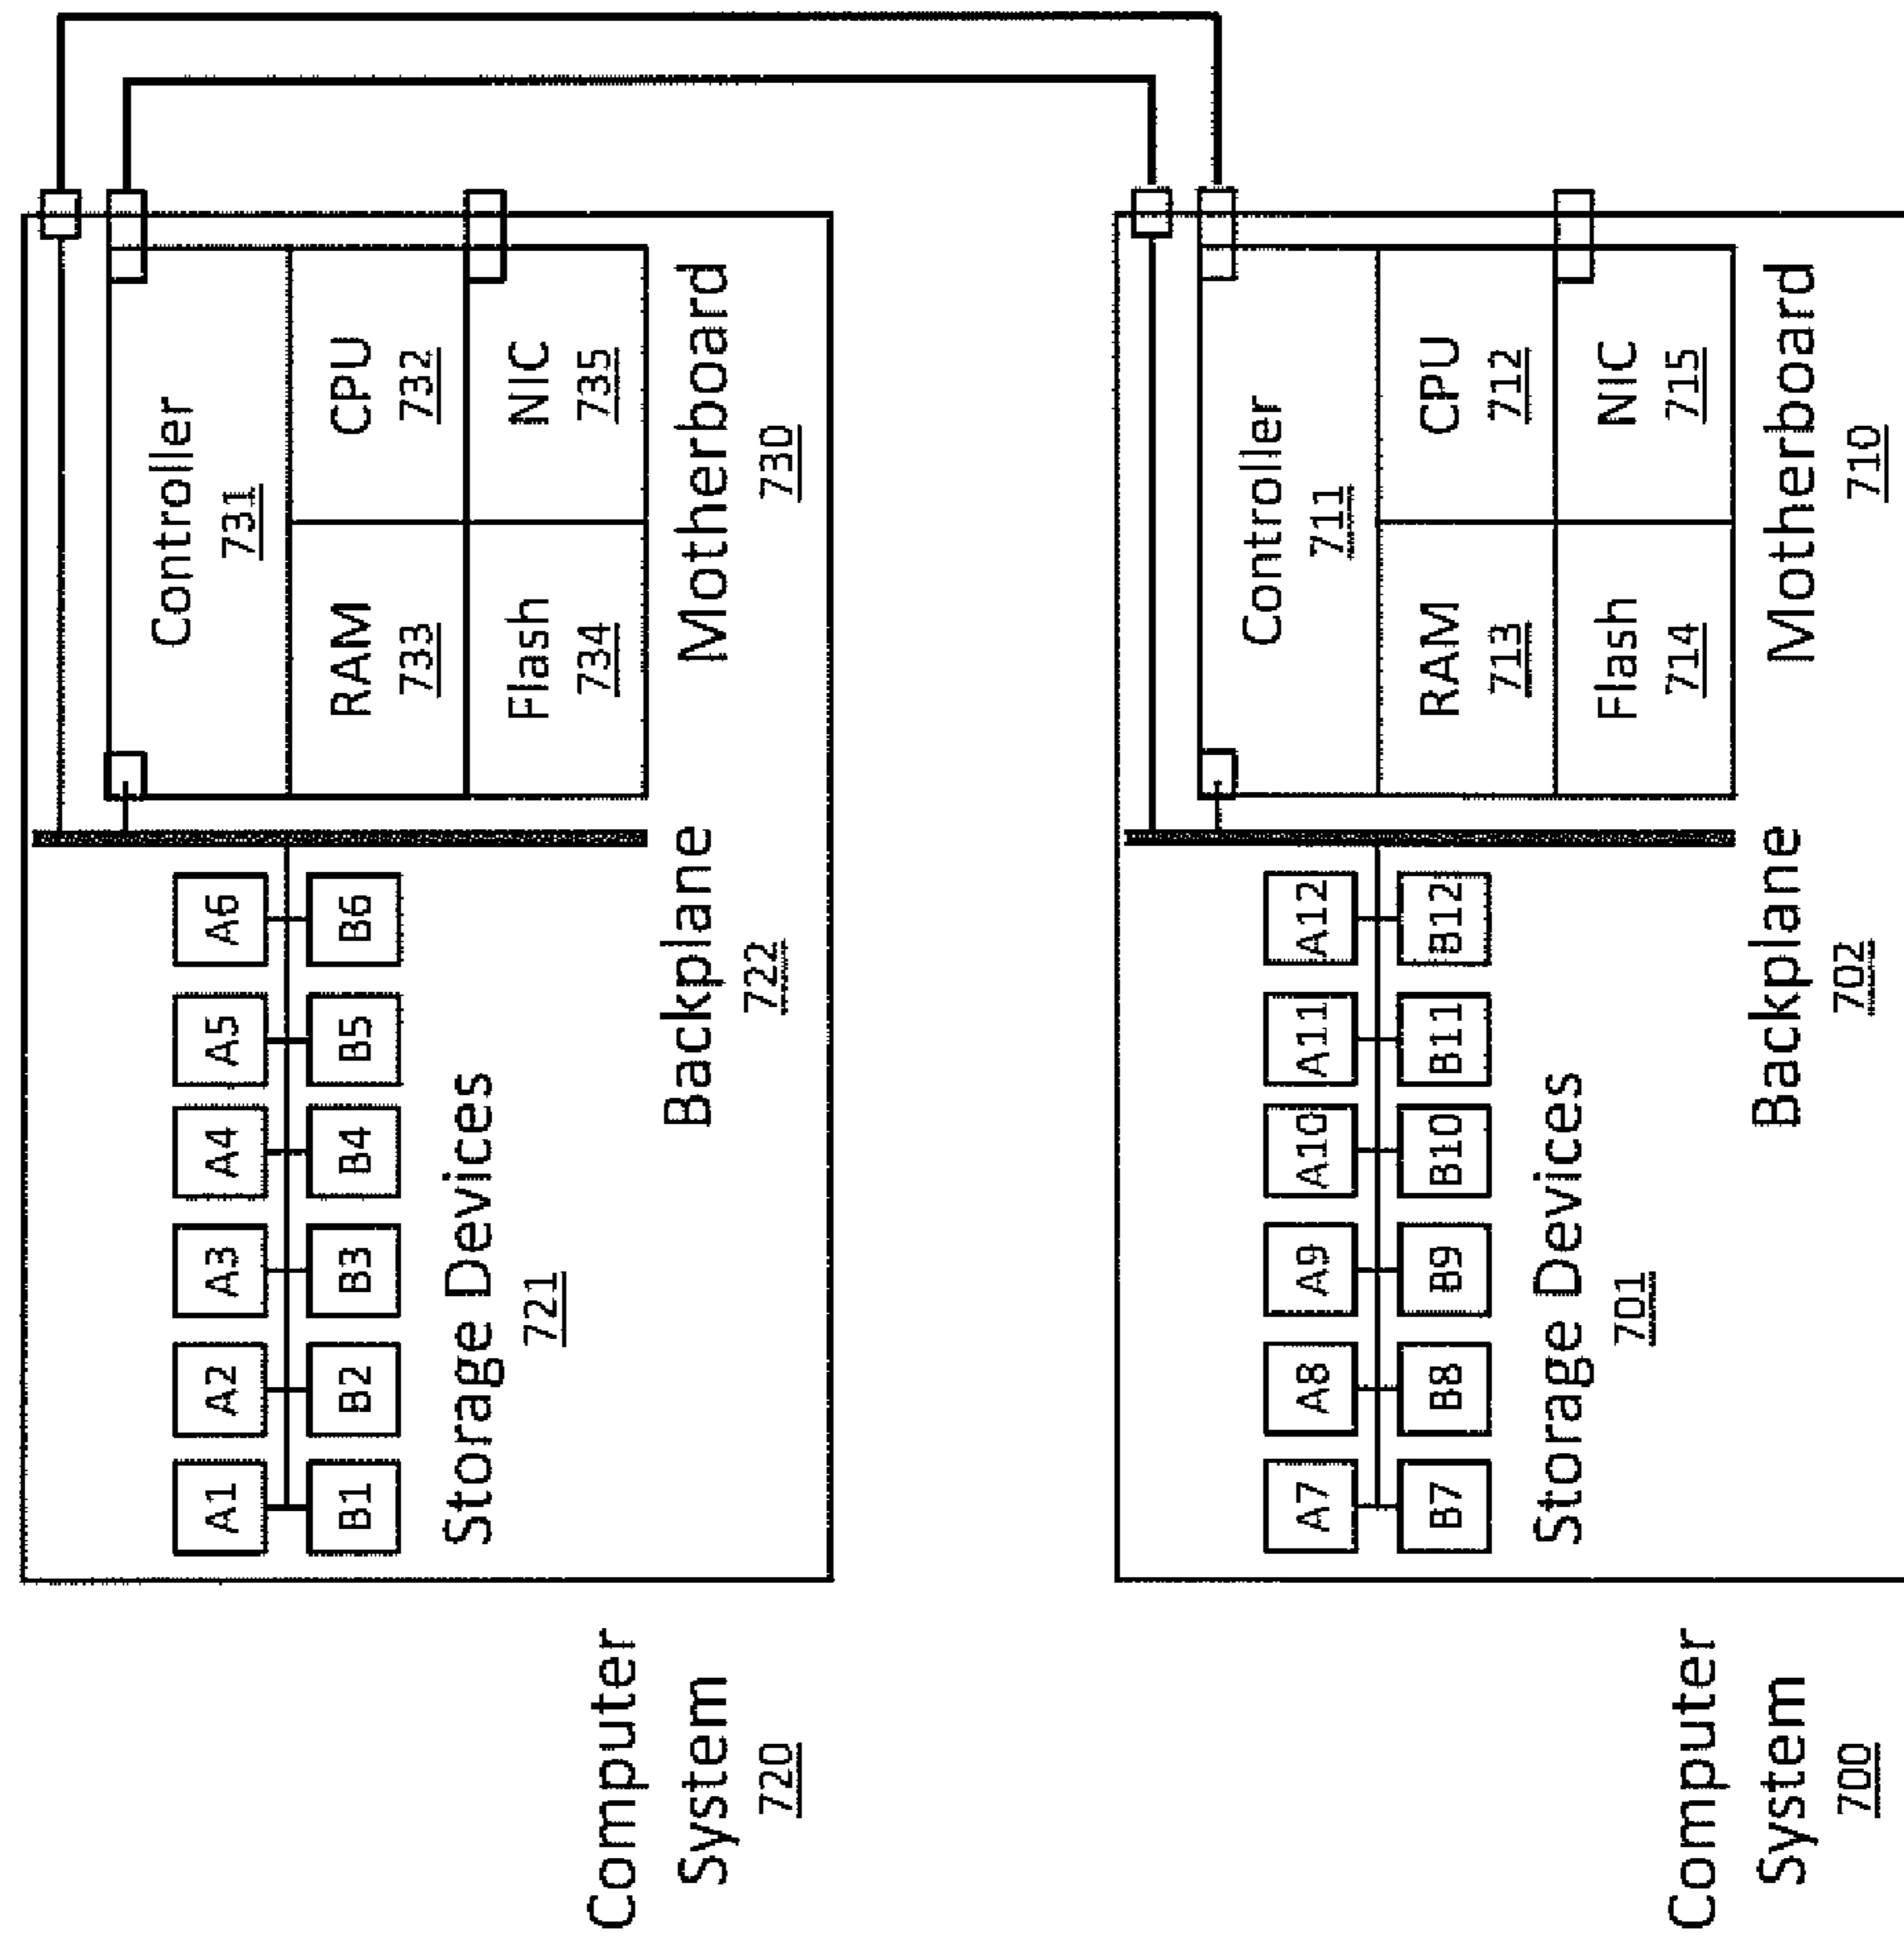 Computer
System
720
A1
A2
A3
A4
A5
A6
B1
B2
B3
B4
B5
B6
Storage Devices
721
Backplane
722
Controller
731
RAM
733
CPU
732
Flash
734
NIC
735
Motherboard
730
Computer
System
700
A7
A8
A9
A10
A11
A12
B7
B8
B9
B10
B11
B12
Storage Devices
701
Backplane
702
Controller
711
RAM
713
CPU
712
Flash
714
NIC
715
Motherboard
710